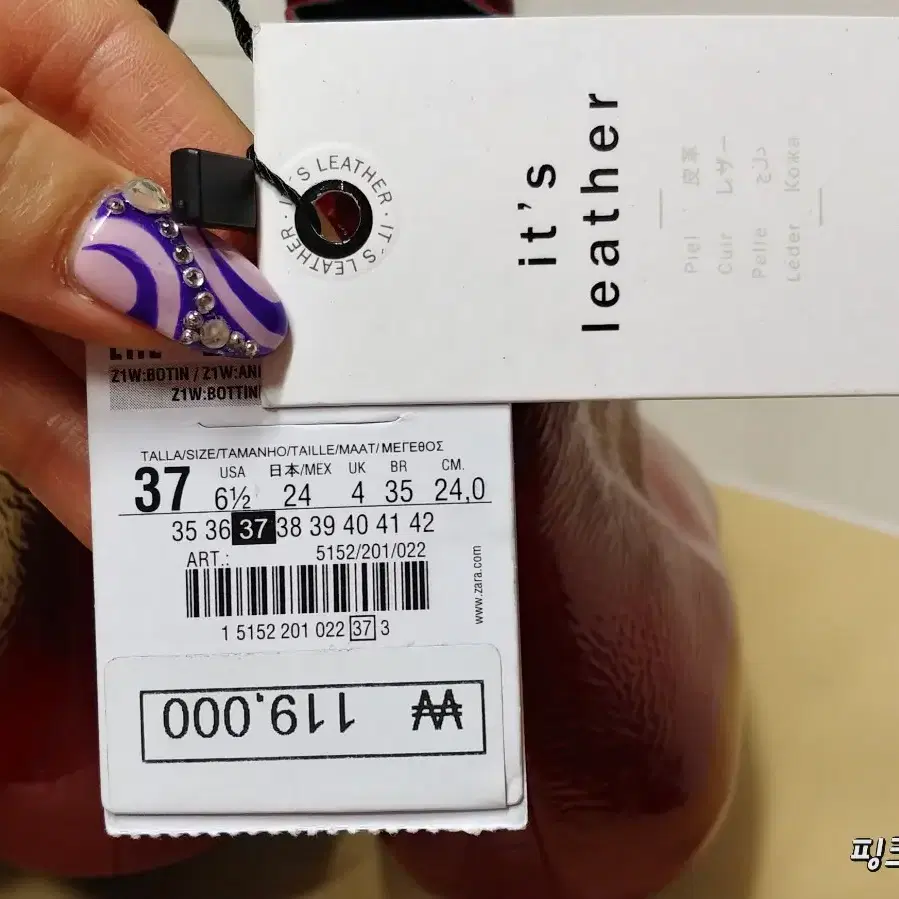 IT'S LEATHER · IT'S LEATHER ·
it's
leather
Piel 皮革
Cuir レザー
Pelle
Leder Кожа
Z1W:BOTIN / Z1W:AN
Z1W:BOTTIN
TALLA/SIZE/TAMANHO/TAILLE/MAAT/ΜΕΓΕΘΟΣ
USA 日本/MEX UK BR CM.
37 6½ 24 4 35 24,0
35 36 37 38 39 40 41 42
ART.: 5152/201/022
1 5152 201 022 37 3
www.zara.com
₩ 119.000